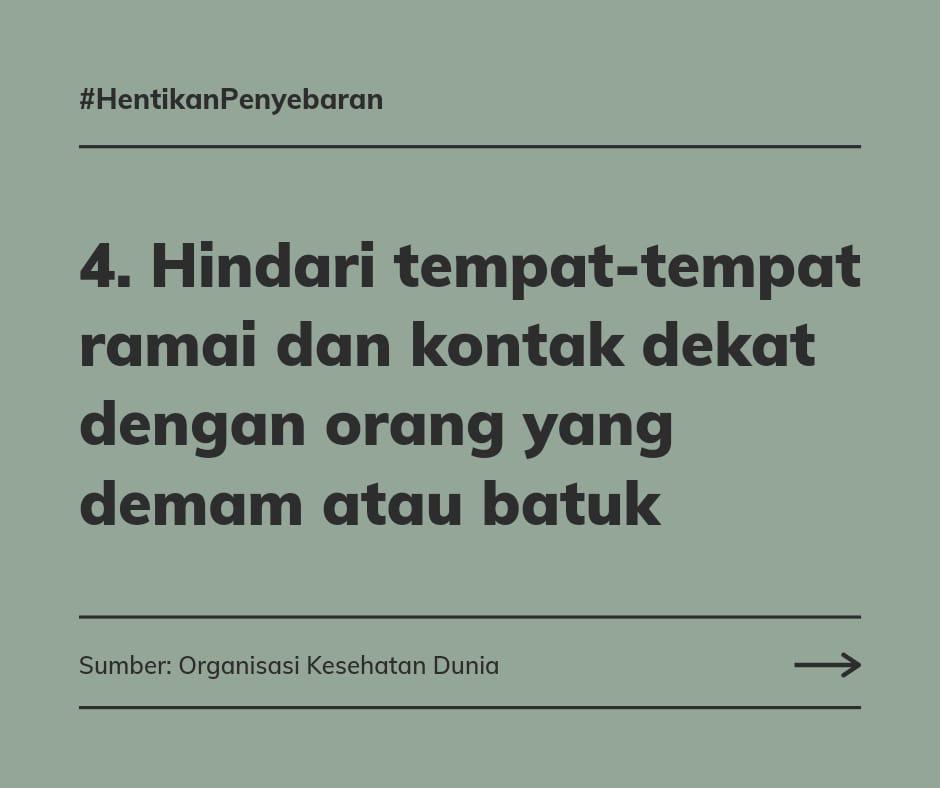 #HentikanPenyebaran
4. Hindari tempat-tempat
ramai dan kontak dekat
dengan orang yang
demam atau batuk
Sumber: Organisasi Kesehatan Dunia